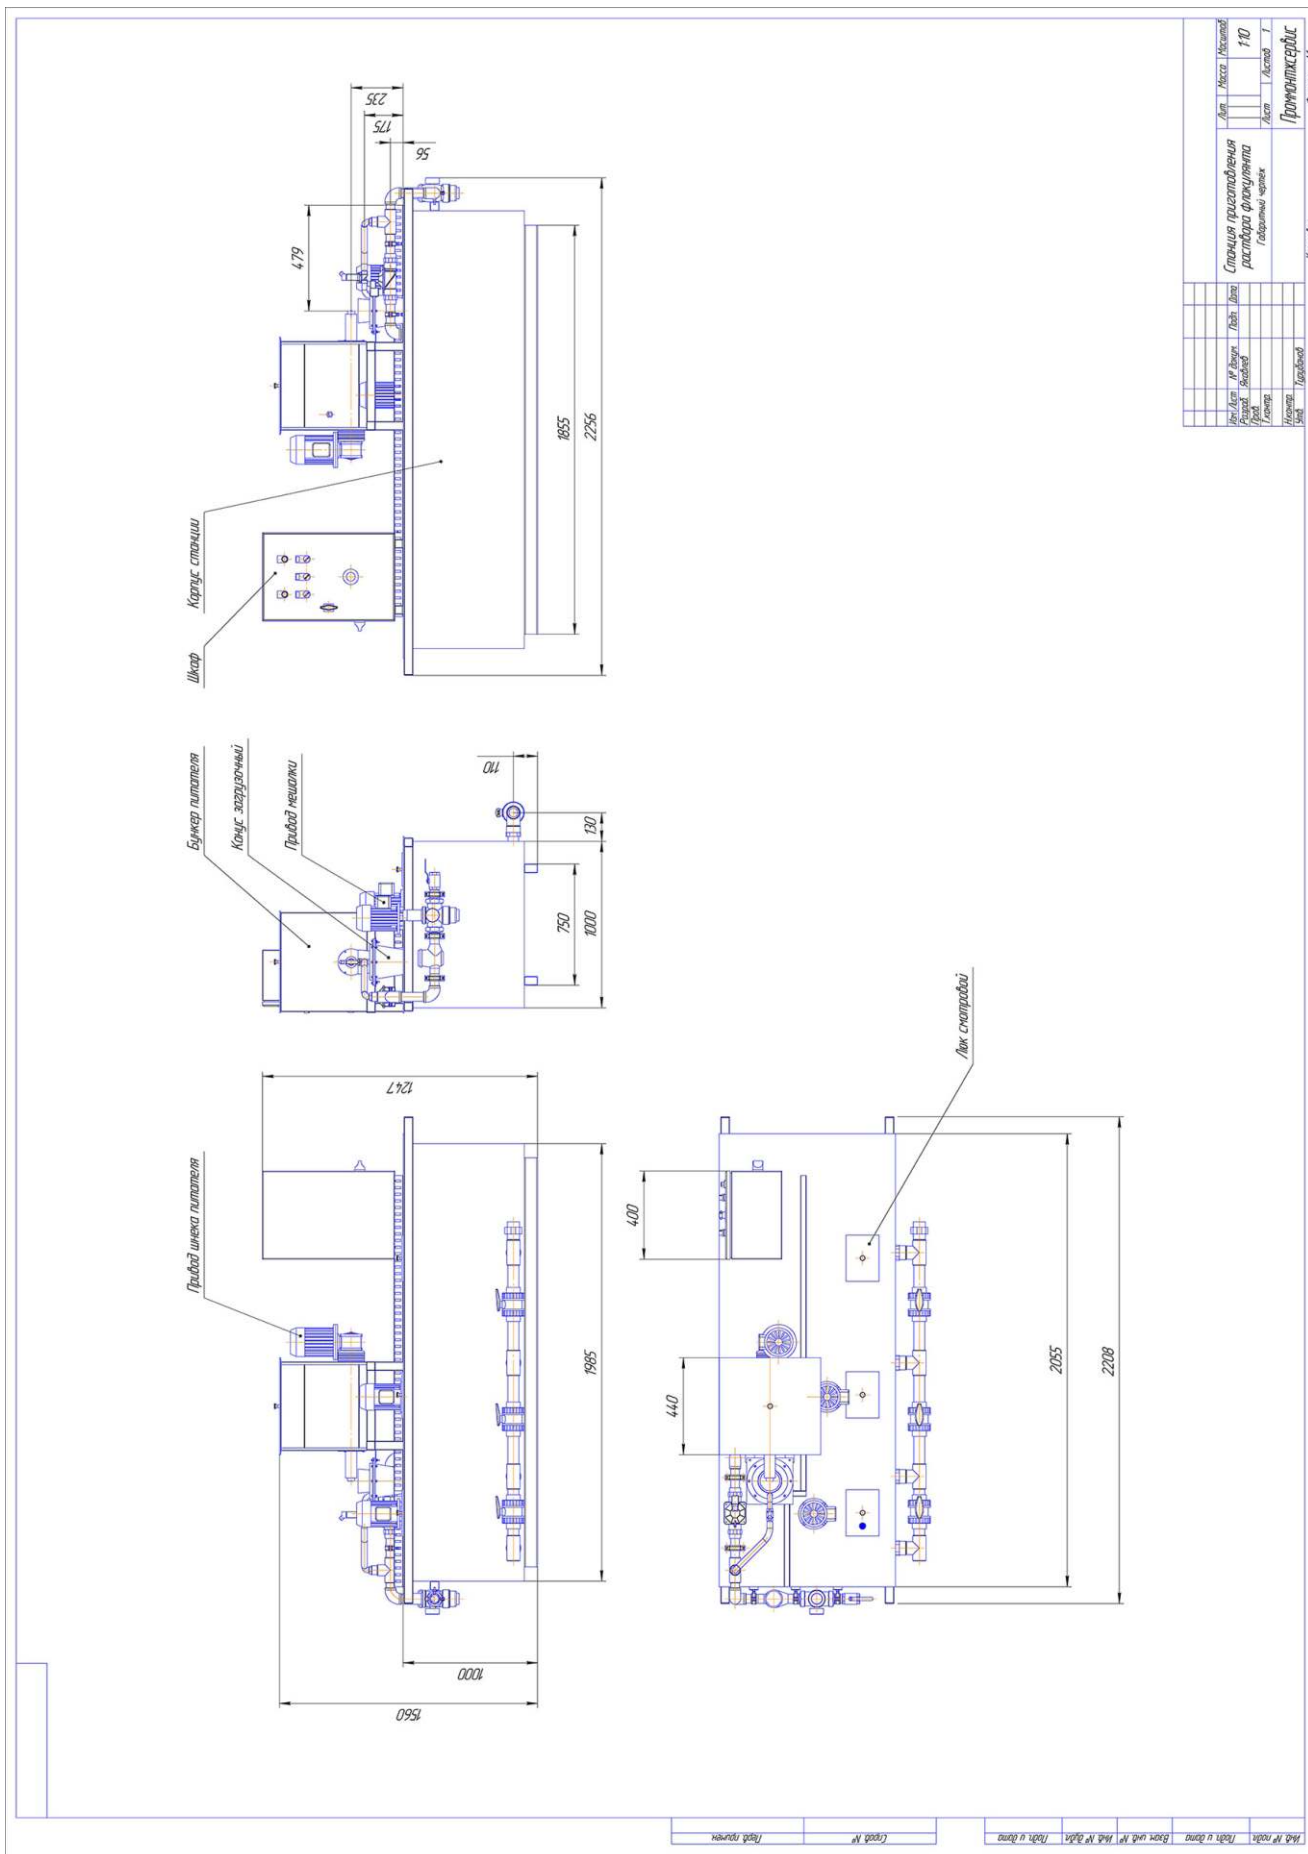 Привод шнека питателя
1247
1985
1560
1000
Бункер питателя
Конус загрузочный
Привод мешалки
110
130
750
1000
Шкаф
Корпус станции
479
235
175
56
1855
2256
Люк смотровой
400
440
2055
2208
Перв. примен.
Справ. №
Подп. и дата
Инв. № дубл.
Взам. инв. №
Подп. и дата
Инв. № подл.
Изм. Лист № докум. Подп. Дата
Разраб. Яковлев
Пров.
Т.контр.
Н.контр.
Утв.
Станция приготовления
раствора флокулянта
Габаритный чертеж
Лит. Масса Масштаб
1:10
Лист Листов 1